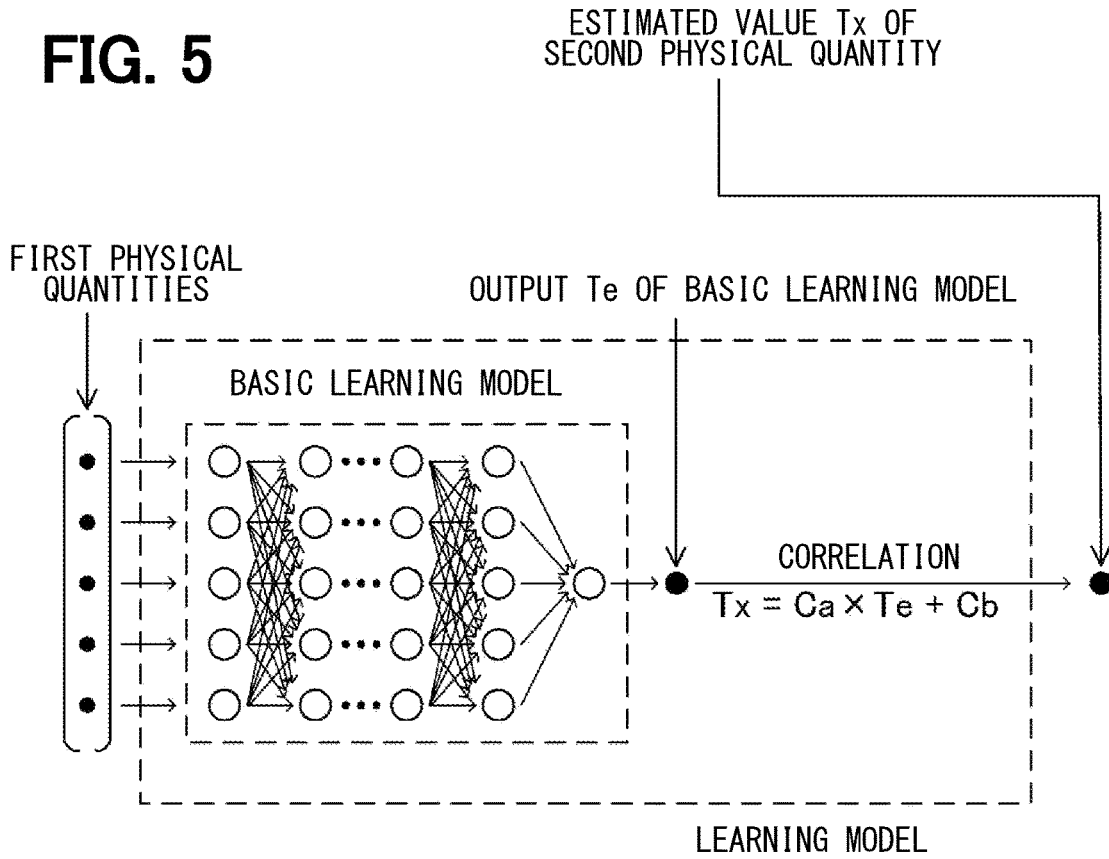 FIG. 5
ESTIMATED VALUE Tx OF
SECOND PHYSICAL QUANTITY
FIRST PHYSICAL
QUANTITIES
OUTPUT Te OF BASIC LEARNING MODEL
BASIC LEARNING MODEL
CORRELATION
Tx = Ca × Te + Cb
LEARNING MODEL